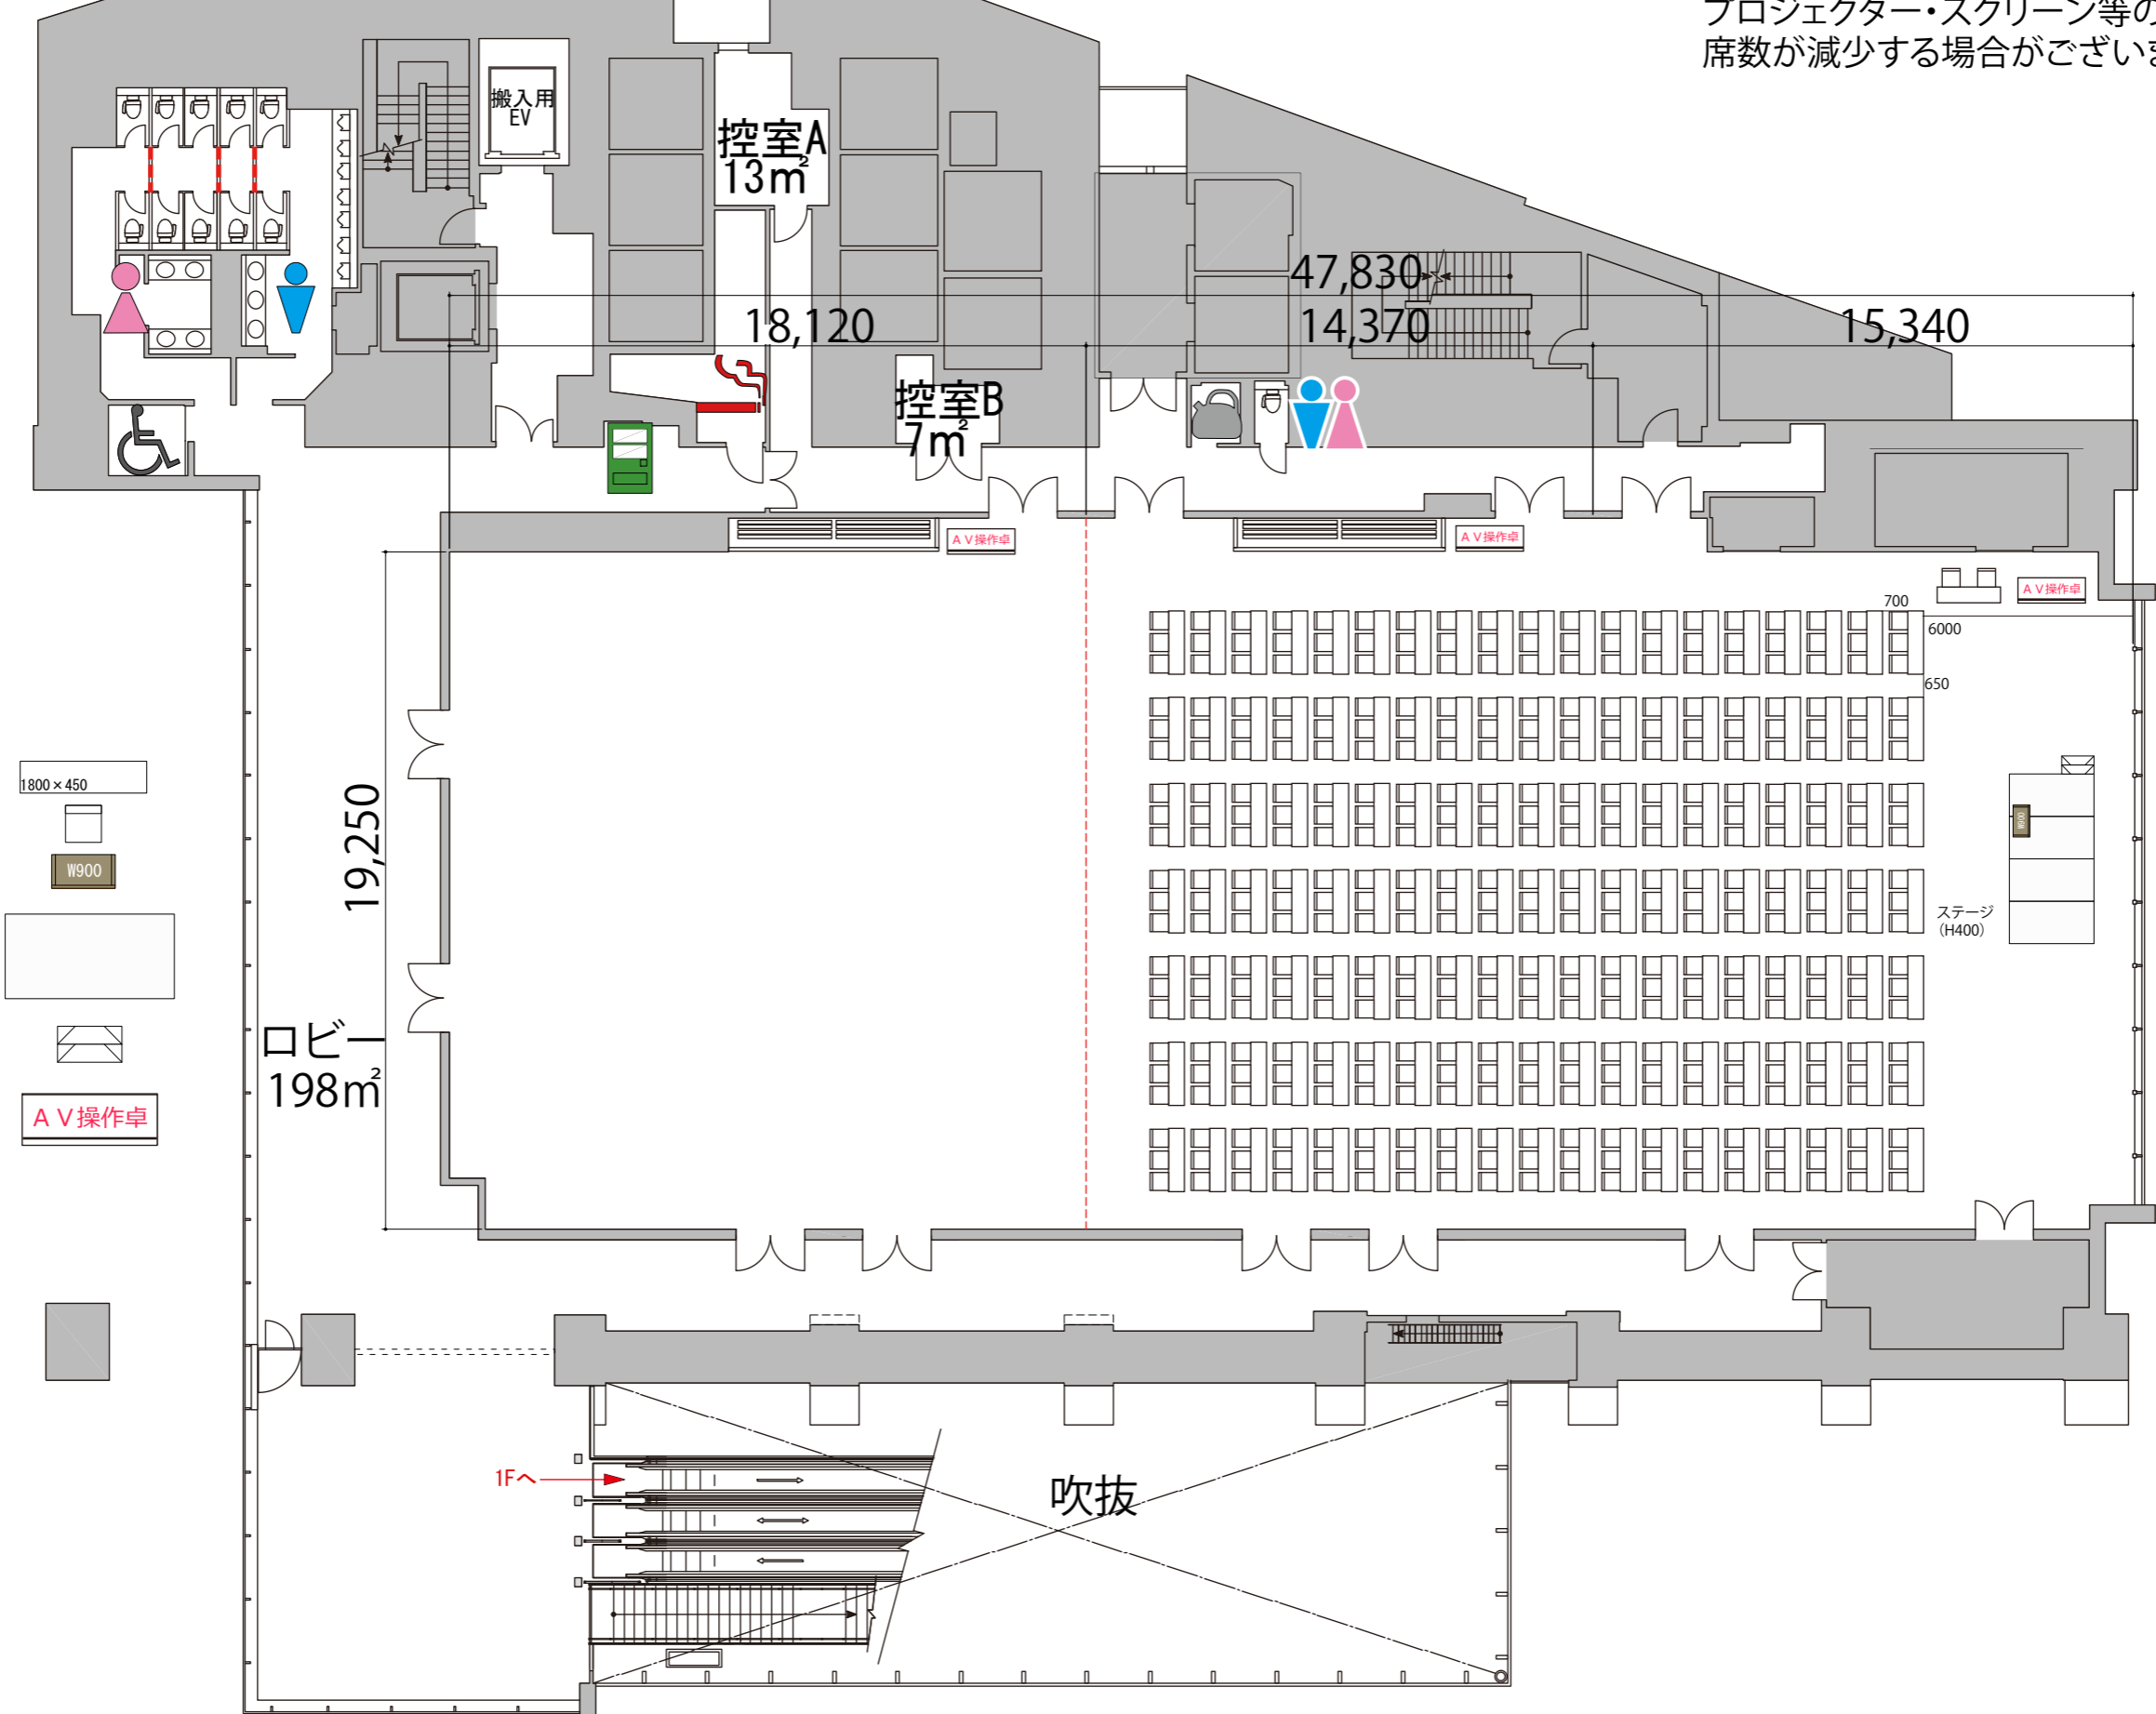 プロジェクター・スクリーン等の
席数が減少する場合がござい
搬入用
EV
控室A
13㎡
47,830
18,120
14,370
15,340
控室B
7㎡
AV操作卓
AV操作卓
AV操作卓
700
6000
650
1800×450
W900
W900
19,250
ステージ
(H400)
ロビー
198㎡
AV操作卓
1Fへ
吹抜